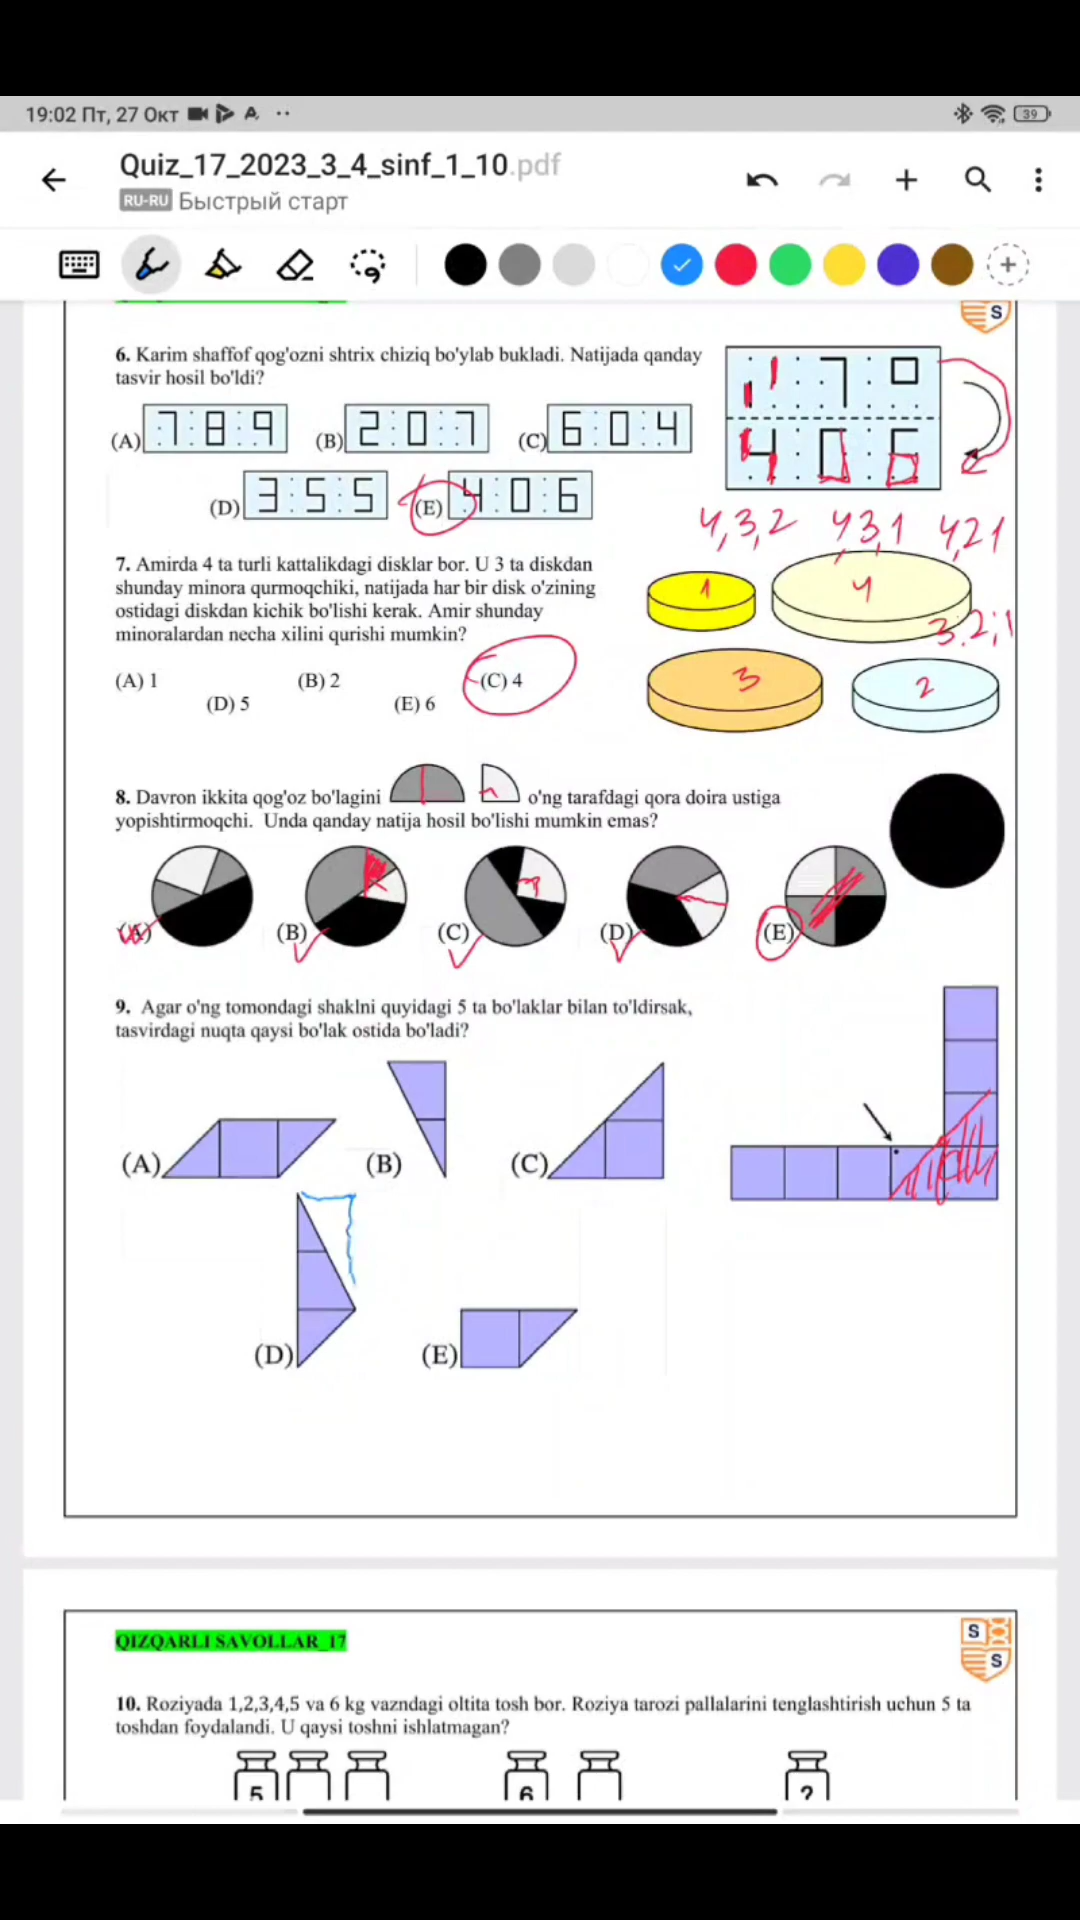 19:02 Пт, 27 Окт
39
Quiz_17_2023_3_4_sinf_1_10.pdf
RU-RU Быстрый старт
S
6. Karim shaffof qog'ozni shtrix chiziq bo'ylab bukladi. Natijada qanday
tasvir hosil bo'ldi?
(A) 7:8:9 (B) 2:0:7 (C) 6:0:4
(D) 3:5:5 (E) 4:0:6
4,3,2 4,3,1 4,2,1
3.2;1
7. Amirda 4 ta turli kattalikdagi disklar bor. U 3 ta diskdan
shunday minora qurmoqchiki, natijada har bir disk o'zining
ostidagi diskdan kichik bo'lishi kerak. Amir shunday
minoralardan necha xilini qurishi mumkin?
1 4
3 2
(A) 1 (B) 2 (C) 4
(D) 5 (E) 6
8. Davron ikkita qog'oz bo'lagini o'ng tarafdagi qora doira ustiga
yopishtirmoqchi. Unda qanday natija hosil bo'lishi mumkin emas?
(A) (B) (C) (D) (E)
9. Agar o'ng tomondagi shaklni quyidagi 5 ta bo'laklar bilan to'ldirsak,
tasvirdagi nuqta qaysi bo'lak ostida bo'ladi?
(A) (B) (C)
(D) (E)
QIZQARLI SAVOLLAR_17
S
S
10. Roziyada 1,2,3,4,5 va 6 kg vazndagi oltita tosh bor. Roziya tarozi pallalarini tenglashtirish uchun 5 ta
toshdan foydalandi. U qaysi toshni ishlatmagan?
5 6 ?